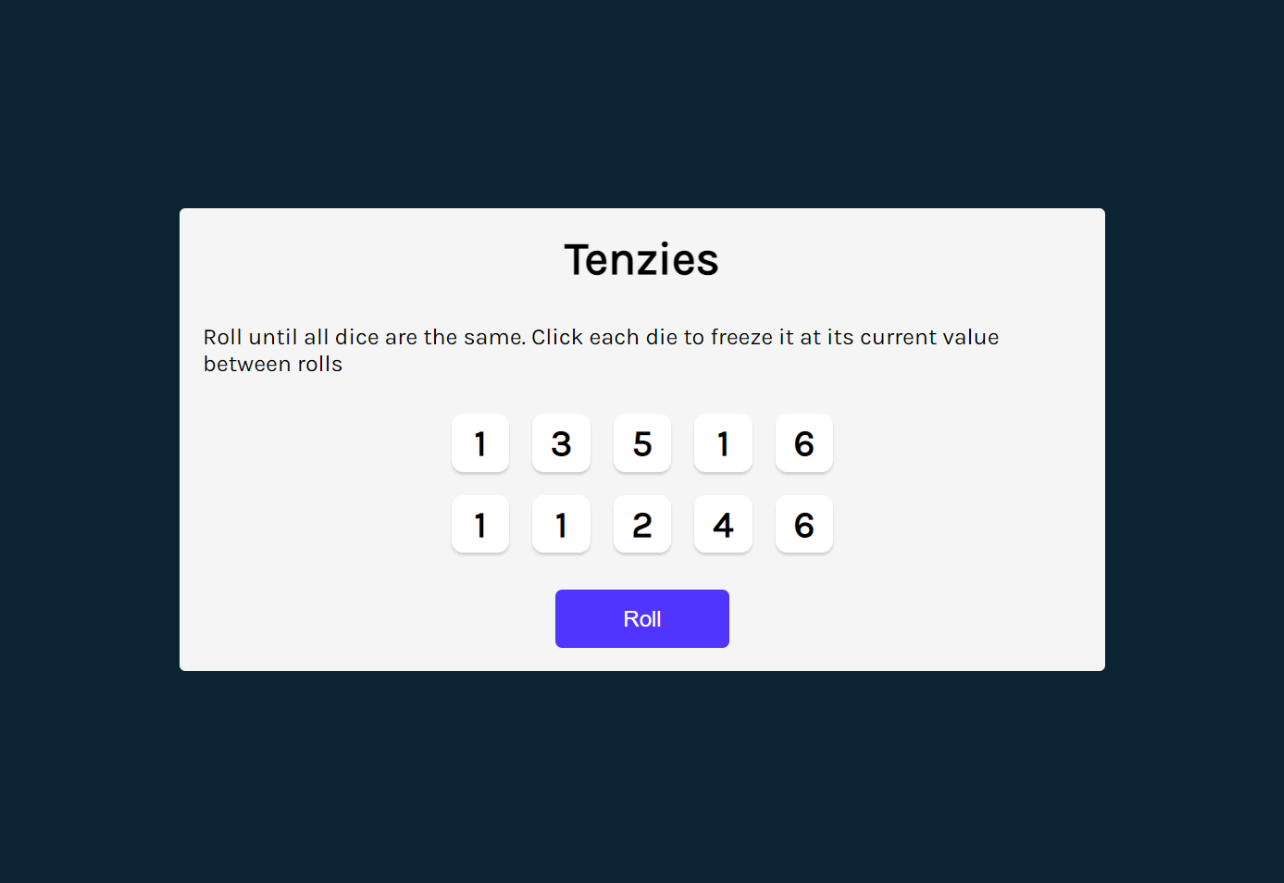 Tenzies
Roll until all dice are the same. Click each die to freeze it at its current value
between rolls
1 3 5 1 6
1 1 2 4 6
Roll